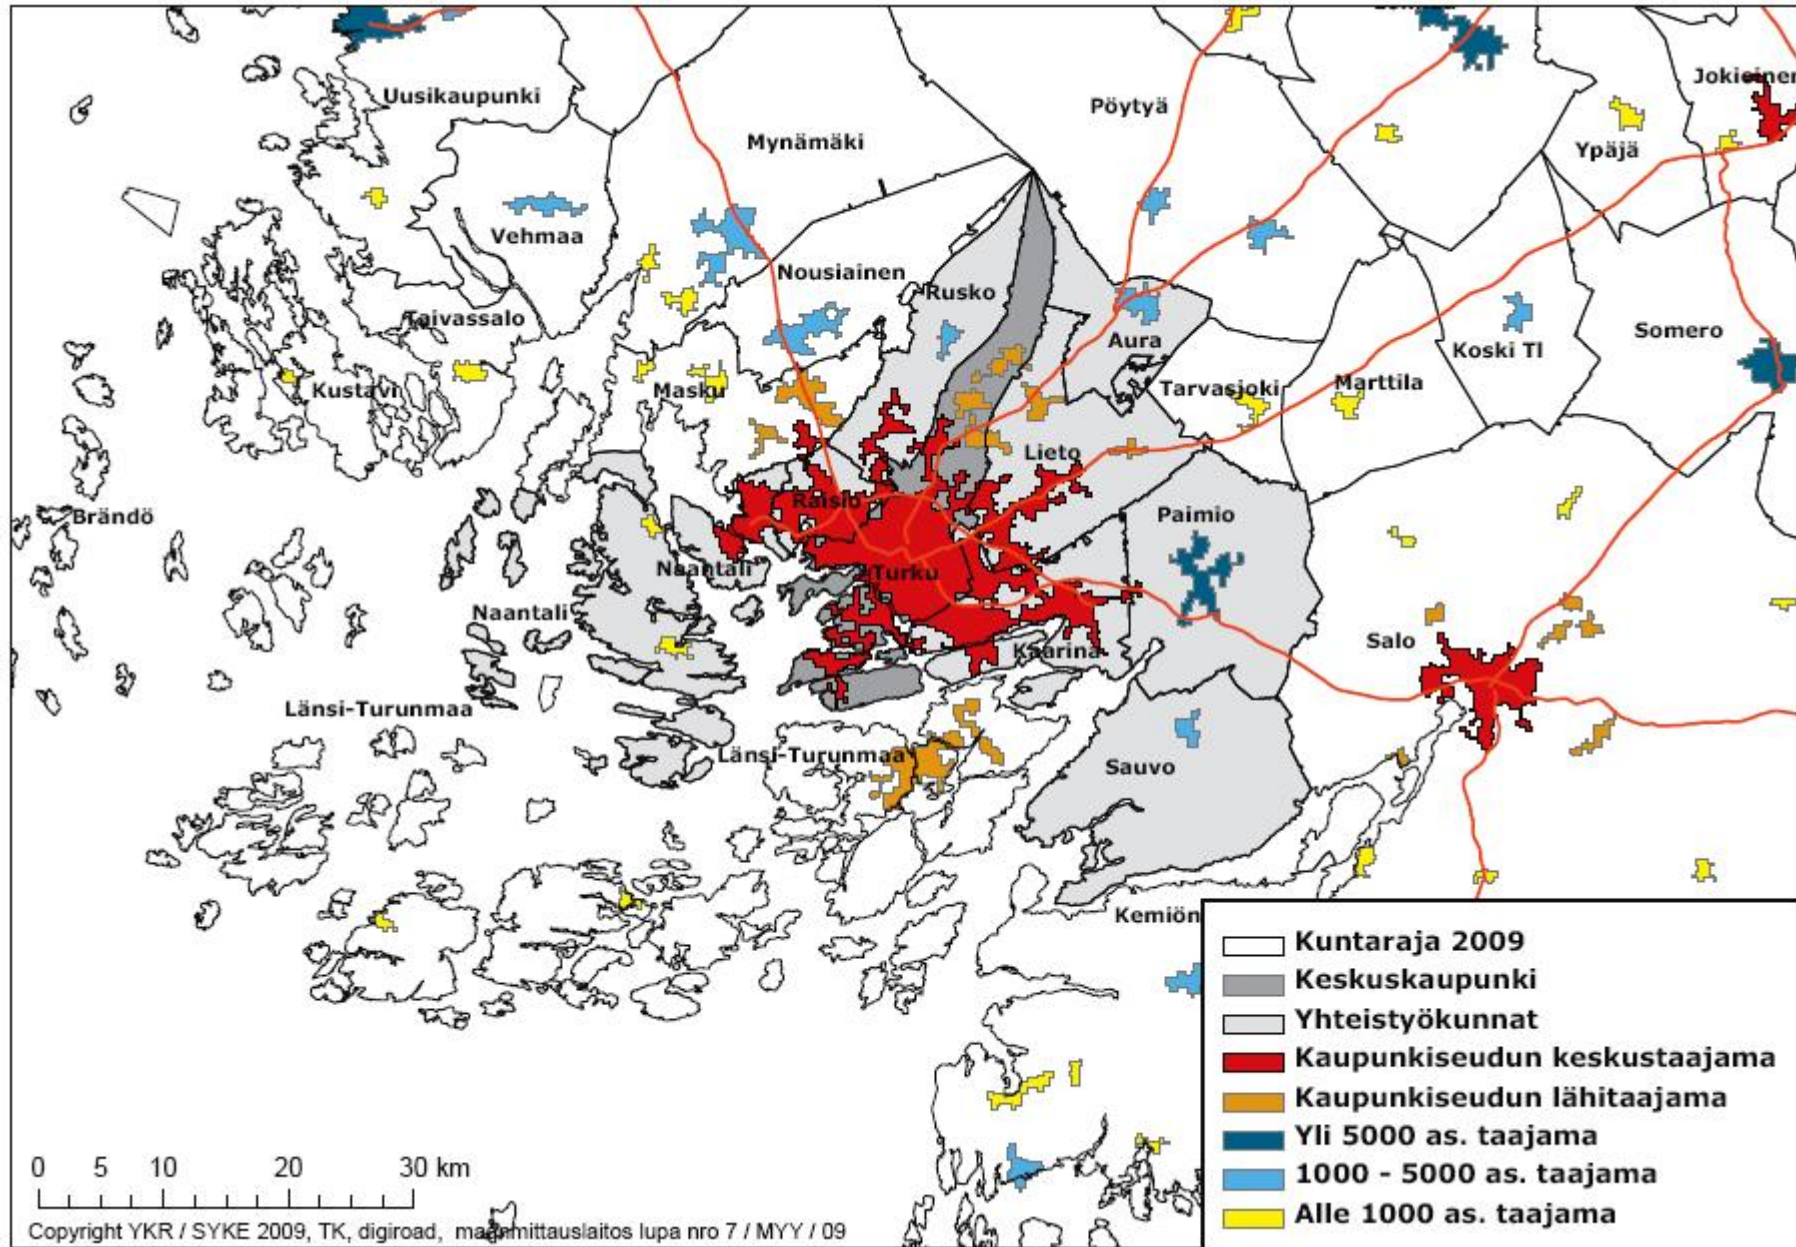 Jokioinen
Uusikaupunki
Pöytyä
Mynämäki
Ypäjä
Vehmaa
Nousiainen
Rusko
Taivassalo
Somero
Aura
Koski Tl
Kustavi
Masku
Tarvasjoki
Marttila
Lieto
Raisio
Brändö
Paimio
Naantali
Turku
Naantali
Salo
Kaarina
Länsi-Turunmaa
Länsi-Turunmaa
Sauvo
Kemiön
Kuntaraja 2009
Keskuskaupunki
Yhteistyökunnat
Kaupunkiseudun keskustaajama
Kaupunkiseudun lähitaajama
Yli 5000 as. taajama
1000 - 5000 as. taajama
Alle 1000 as. taajama
0 5 10 20 30 km
Copyright YKR / SYKE 2009, TK, digiroad, maanmittauslaitos lupa nro 7 / MYY / 09